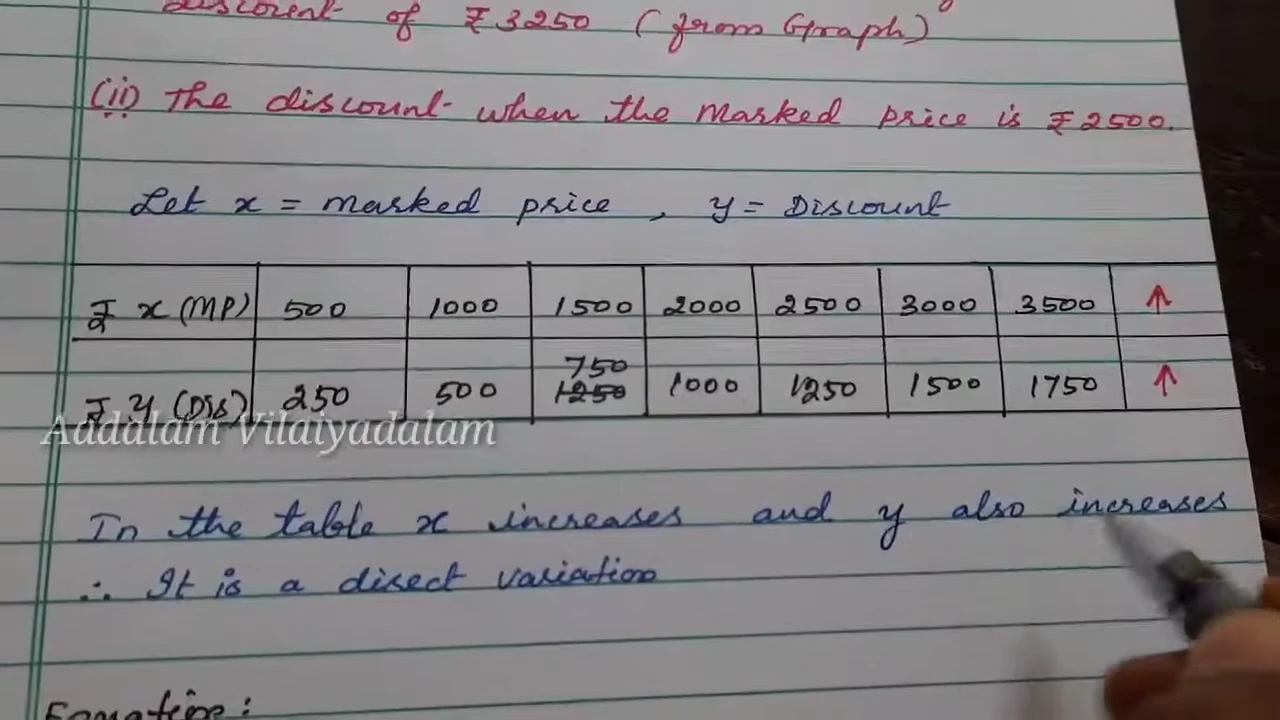 discount of ₹3250 (from Graph)
(ii) The discount when the marked price is ₹2500.
Let x = marked price , y = Discount
₹ x (MP) 500 1000 1500 2000 2500 3000 3500 ↑
750
₹ y (Dis) 250 500 1250 1000 1250 1500 1750 ↑
Addalam Vilaiyadalam
In the table x increases and y also increases
∴ It is a direct variation
Equation :